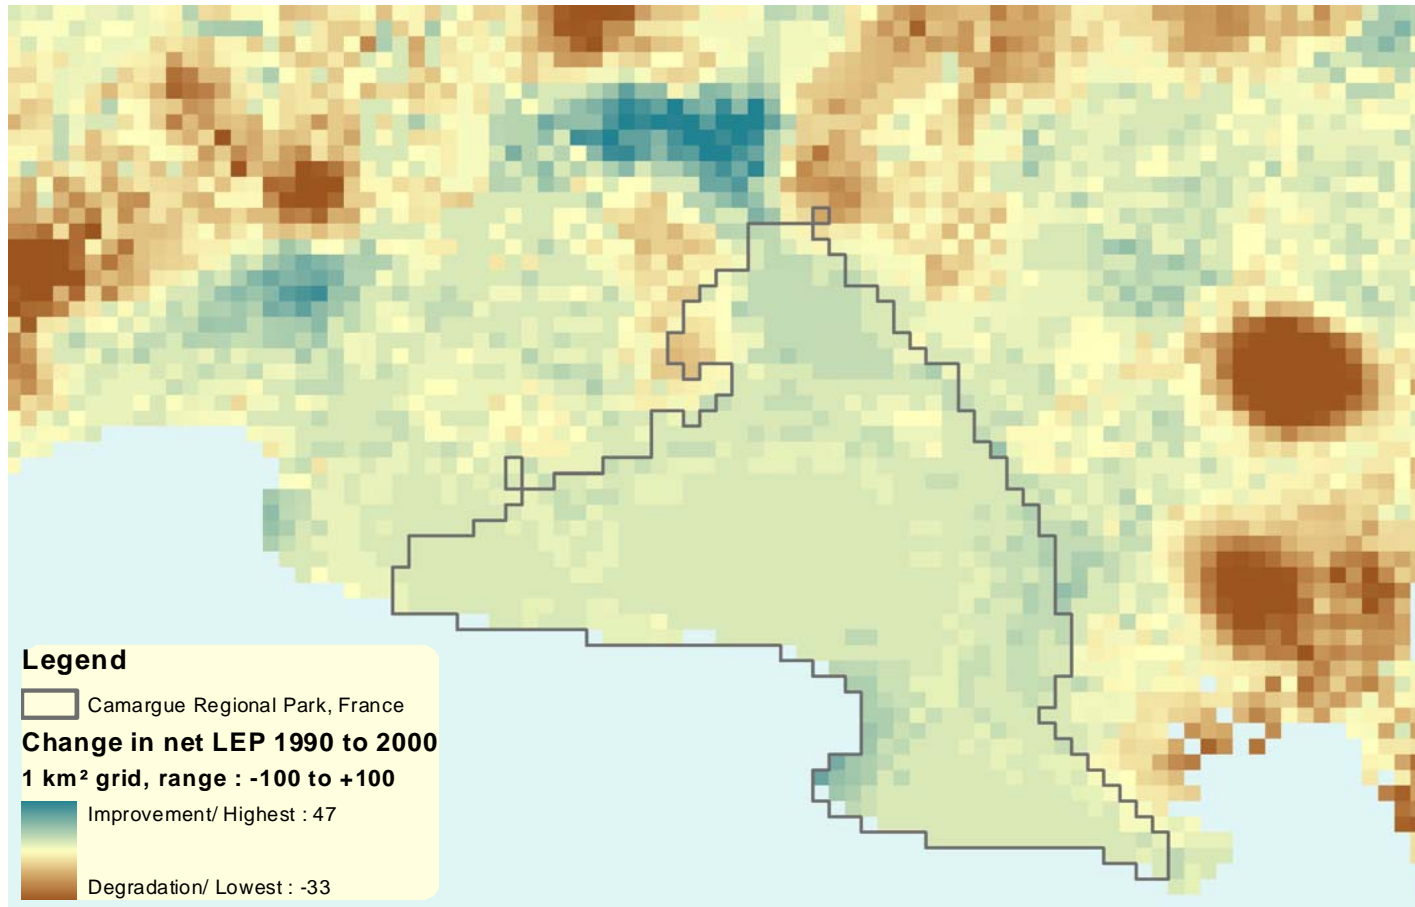 Legend
Camargue Regional Park, France
Change in net LEP 1990 to 2000
1 km² grid, range : -100 to +100
Improvement/ Highest : 47
Degradation/ Lowest : -33